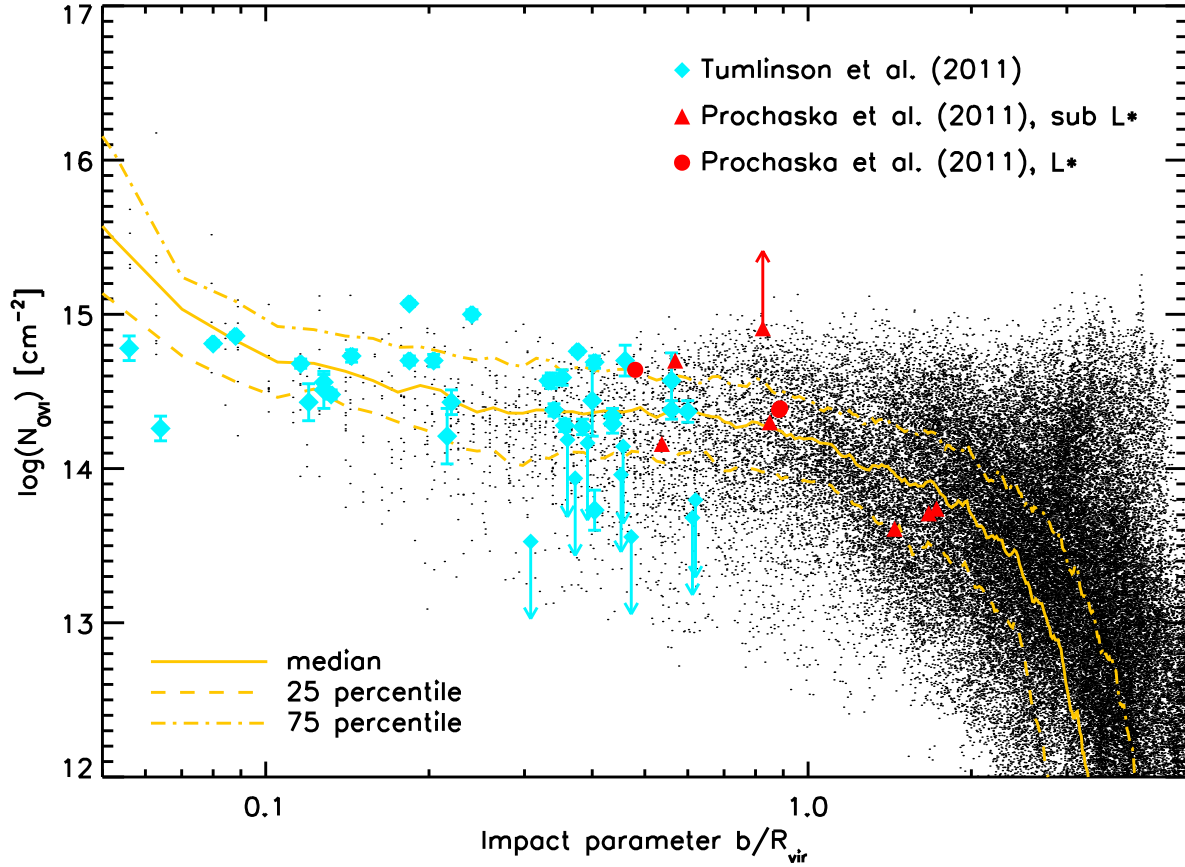 17
16
15
14
13
12
log(N_OVI) [cm^-2]
Tumlinson et al. (2011)
Prochaska et al. (2011), sub L*
Prochaska et al. (2011), L*
median
25 percentile
75 percentile
0.1
1.0
Impact parameter b/R_vir